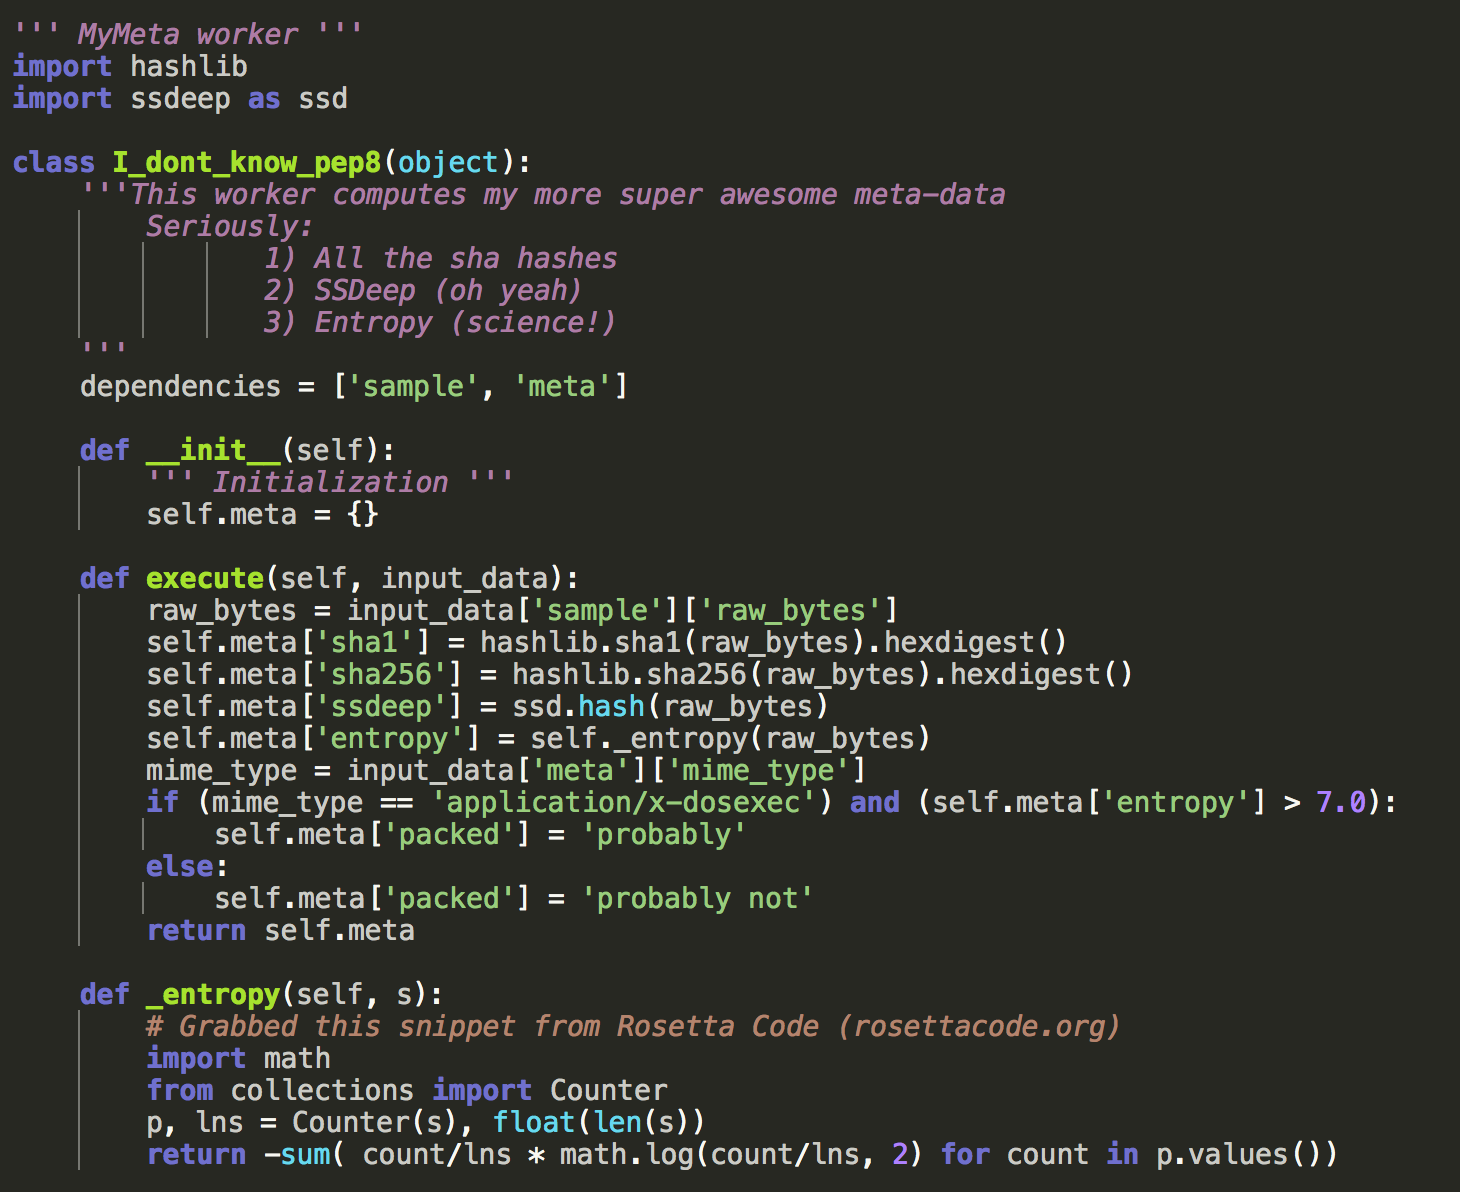 ''' MyMeta worker '''
import hashlib
import ssdeep as ssd

class I_dont_know_pep8(object):
    '''This worker computes my more super awesome meta-data
        Seriously:
               1) All the sha hashes
               2) SSDeep (oh yeah)
               3) Entropy (science!)
    '''
    dependencies = ['sample', 'meta']

    def __init__(self):
        ''' Initialization '''
        self.meta = {}

    def execute(self, input_data):
        raw_bytes = input_data['sample']['raw_bytes']
        self.meta['sha1'] = hashlib.sha1(raw_bytes).hexdigest()
        self.meta['sha256'] = hashlib.sha256(raw_bytes).hexdigest()
        self.meta['ssdeep'] = ssd.hash(raw_bytes)
        self.meta['entropy'] = self._entropy(raw_bytes)
        mime_type = input_data['meta']['mime_type']
        if (mime_type == 'application/x-dosexec') and (self.meta['entropy'] > 7.0):
            self.meta['packed'] = 'probably'
        else:
            self.meta['packed'] = 'probably not'
        return self.meta

    def _entropy(self, s):
        # Grabbed this snippet from Rosetta Code (rosettacode.org)
        import math
        from collections import Counter
        p, lns = Counter(s), float(len(s))
        return -sum( count/lns * math.log(count/lns, 2) for count in p.values())